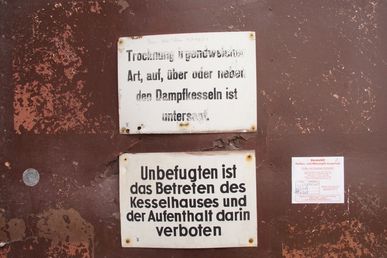 Trocknung irgendwelcher
Art, auf, über oder neben
den Dampfkesseln ist
untersagt.
Unbefugten ist
das Betreten des
Kesselhauses und
der Aufenthalt darin
verboten